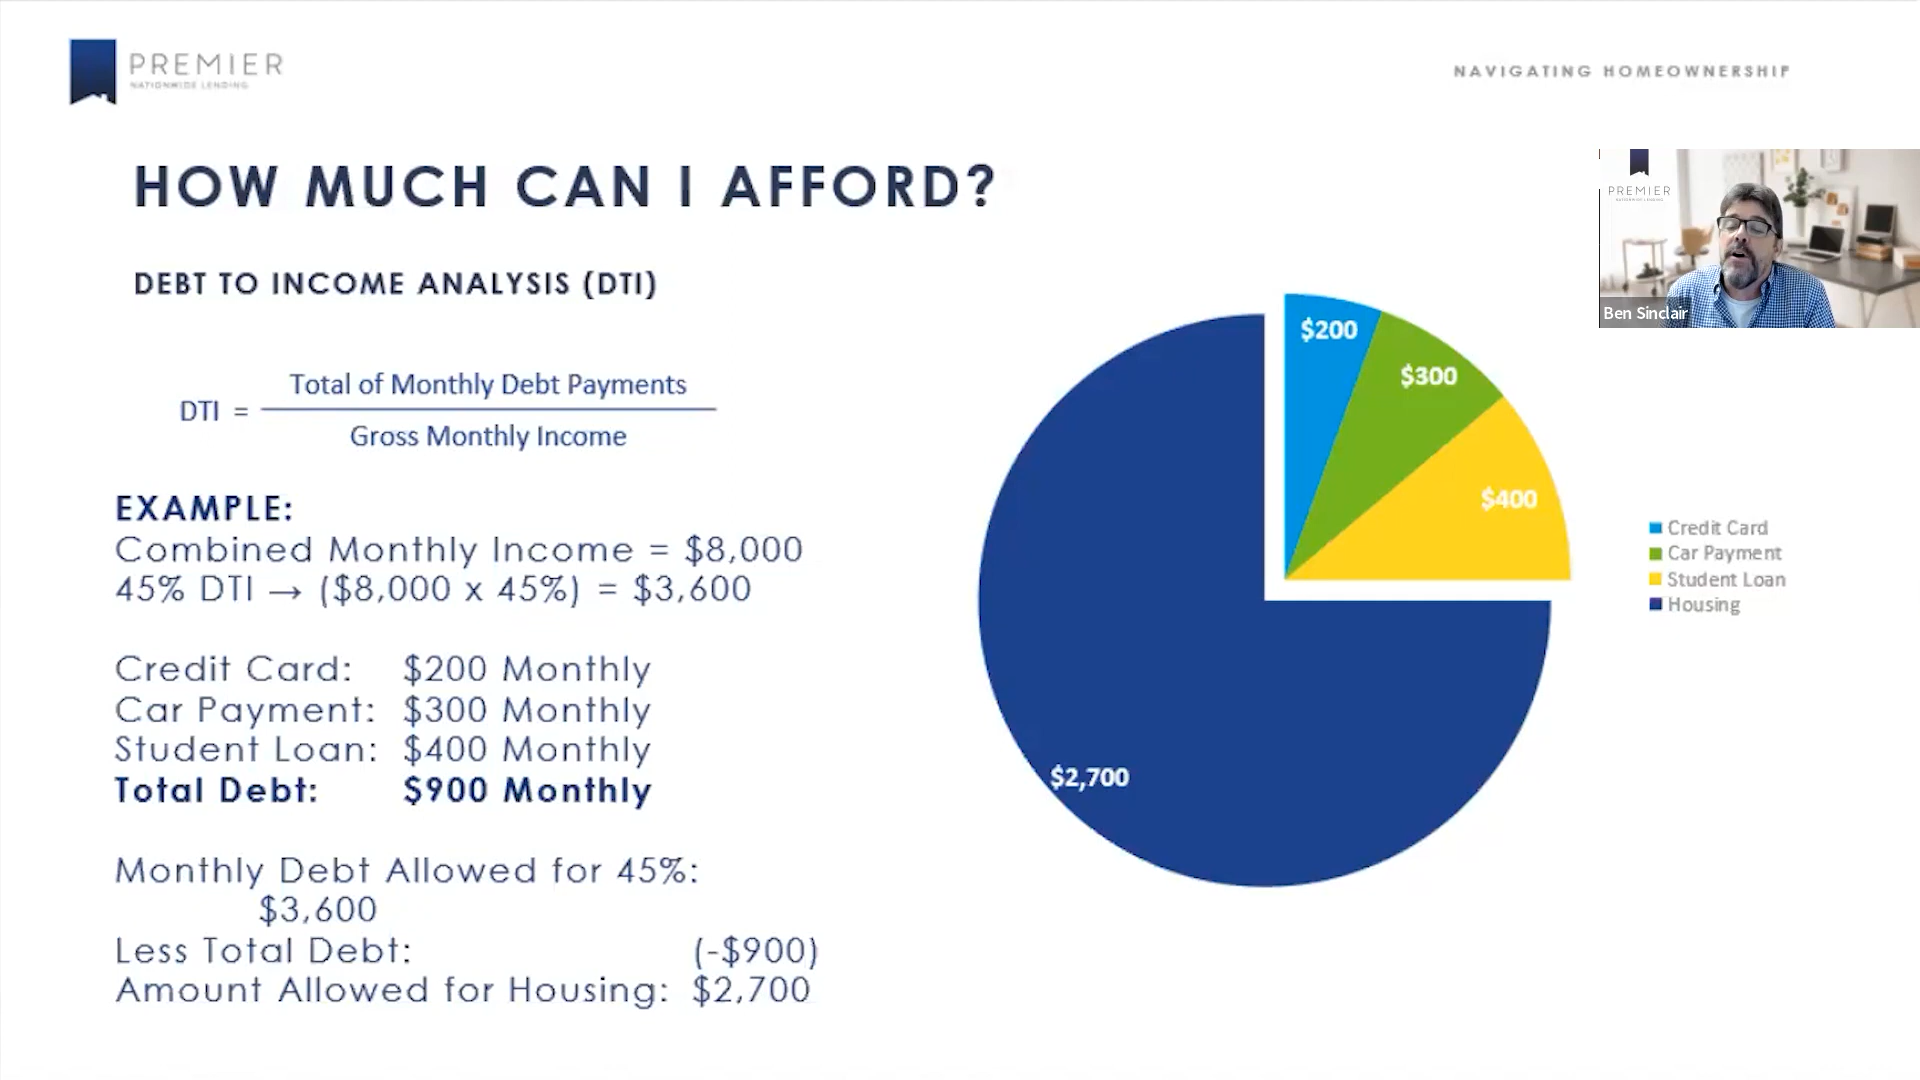 PREMIER
NATIONWIDE LENDING
NAVIGATING HOMEOWNERSHIP
HOW MUCH CAN I AFFORD?
PREMIER
NATIONWIDE LENDING
Ben Sinclair
DEBT TO INCOME ANALYSIS (DTI)
DTI = Total of Monthly Debt Payments
Gross Monthly Income
EXAMPLE:
Combined Monthly Income = $8,000
45% DTI → ($8,000 x 45%) = $3,600
Credit Card: $200 Monthly
Car Payment: $300 Monthly
Student Loan: $400 Monthly
Total Debt: $900 Monthly
Monthly Debt Allowed for 45%:
$3,600
Less Total Debt: (-$900)
Amount Allowed for Housing: $2,700
$200
$300
$400
$2,700
Credit Card
Car Payment
Student Loan
Housing